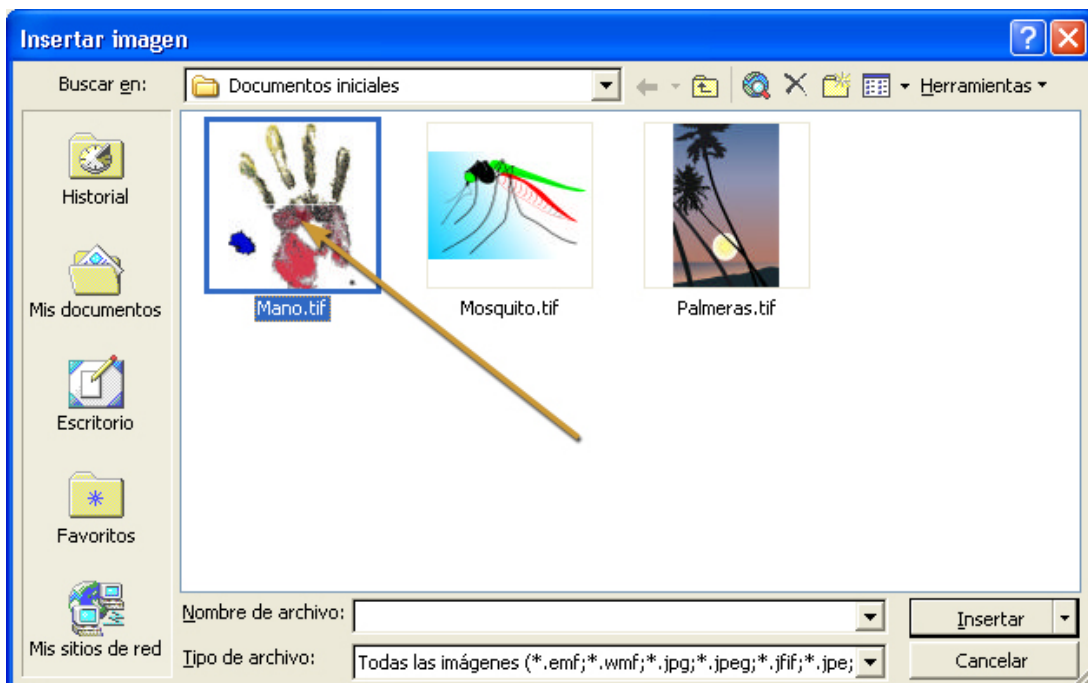 Insertar imagen
Buscar en:
Documentos iniciales
Herramientas
Historial
Mis documentos
Escritorio
Favoritos
Mis sitios de red
Mano.tif
Mosquito.tif
Palmeras.tif
Nombre de archivo:
Insertar
Tipo de archivo:
Todas las imágenes (*.emf;*.wmf;*.jpg;*.jpeg;*.jfif;*.jpe;
Cancelar